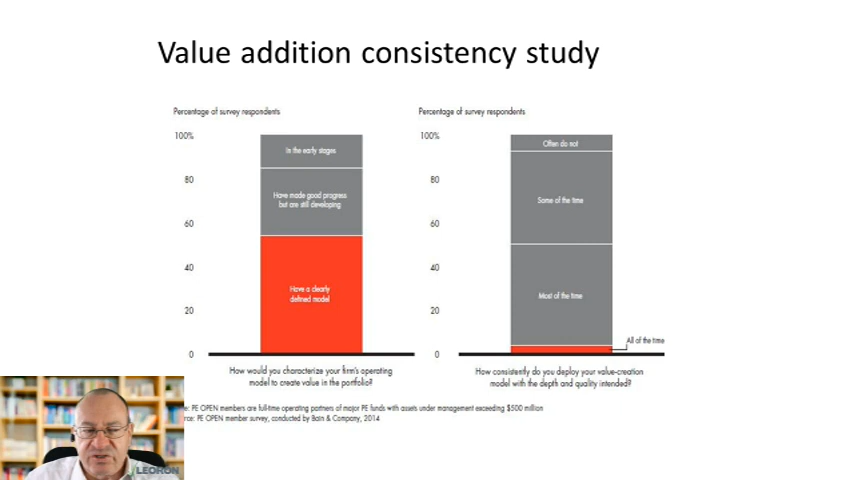 Value addition consistency study
Percentage of survey respondents
100%
80
60
40
20
0
In the early stages
Have made good progress
but are still developing
Have a clearly
defined model
How would you characterize your firm's operating
model to create value in the portfolio?
Percentage of survey respondents
100%
80
60
40
20
0
Often do not
Some of the time
Most of the time
All of the time
How consistently do you deploy your value-creation
model with the depth and quality intended?
PE OPEN members are full-time operating partners of major PE funds with assets under management exceeding $500 million
PE OPEN member survey, conducted by Bain & Company, 2014
LEORON